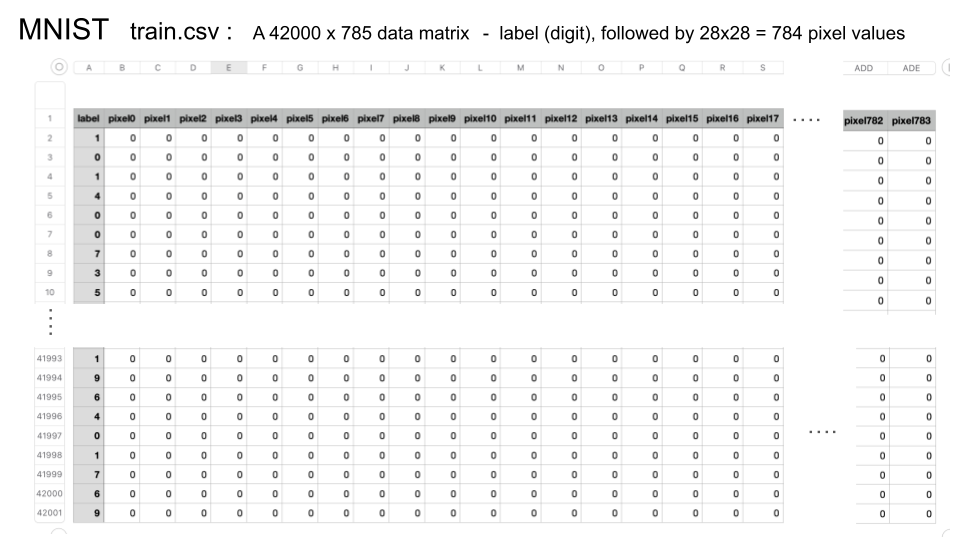 MNIST train.csv : A 42000 x 785 data matrix - label (digit), followed by 28x28 = 784 pixel values
A B C D E F G H I J K L M N O P Q R S ADD ADE
1 label pixel0 pixel1 pixel2 pixel3 pixel4 pixel5 pixel6 pixel7 pixel8 pixel9 pixel10 pixel11 pixel12 pixel13 pixel14 pixel15 pixel16 pixel17 .... pixel782 pixel783
2 1 0 0 0 0 0 0 0 0 0 0 0 0 0 0 0 0 0 0 0 0
3 0 0 0 0 0 0 0 0 0 0 0 0 0 0 0 0 0 0 0 0 0
4 1 0 0 0 0 0 0 0 0 0 0 0 0 0 0 0 0 0 0 0 0
5 4 0 0 0 0 0 0 0 0 0 0 0 0 0 0 0 0 0 0 0 0
6 0 0 0 0 0 0 0 0 0 0 0 0 0 0 0 0 0 0 0 0 0
7 0 0 0 0 0 0 0 0 0 0 0 0 0 0 0 0 0 0 0 0 0
8 7 0 0 0 0 0 0 0 0 0 0 0 0 0 0 0 0 0 0 0 0
9 3 0 0 0 0 0 0 0 0 0 0 0 0 0 0 0 0 0 0 0 0
10 5 0 0 0 0 0 0 0 0 0 0 0 0 0 0 0 0 0 0 0 0
....
41993 1 0 0 0 0 0 0 0 0 0 0 0 0 0 0 0 0 0 0 0 0
41994 9 0 0 0 0 0 0 0 0 0 0 0 0 0 0 0 0 0 0 0 0
41995 6 0 0 0 0 0 0 0 0 0 0 0 0 0 0 0 0 0 0 0 0
41996 4 0 0 0 0 0 0 0 0 0 0 0 0 0 0 0 0 0 0 0 0
41997 0 0 0 0 0 0 0 0 0 0 0 0 0 0 0 0 0 0 0 .... 0 0
41998 1 0 0 0 0 0 0 0 0 0 0 0 0 0 0 0 0 0 0 0 0
41999 7 0 0 0 0 0 0 0 0 0 0 0 0 0 0 0 0 0 0 0 0
42000 6 0 0 0 0 0 0 0 0 0 0 0 0 0 0 0 0 0 0 0 0
42001 9 0 0 0 0 0 0 0 0 0 0 0 0 0 0 0 0 0 0 0 0